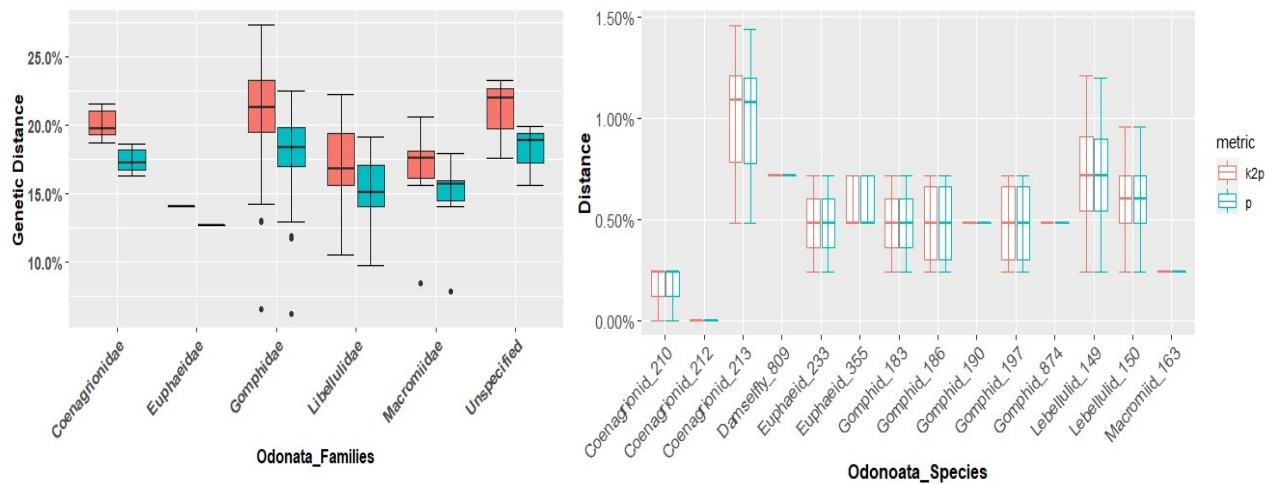 Genetic Distance
25.0%
20.0%
15.0%
10.0%
Coenagrionidae
Euphaeidae
Gomphidae
Libellulidae
Macromiidae
Unspecified
Odonata_Families
Distance
1.50%
1.00%
0.50%
0.00%
Coenagrionid_210
Coenagrionid_212
Coenagrionid_213
Damselfly_809
Euphaeid_233
Euphaeid_355
Gomphid_183
Gomphid_186
Gomphid_190
Gomphid_197
Gomphid_874
Lebellulid_149
Lebellulid_150
Macromiid_163
Odonoata_Species
metric
k2p
p